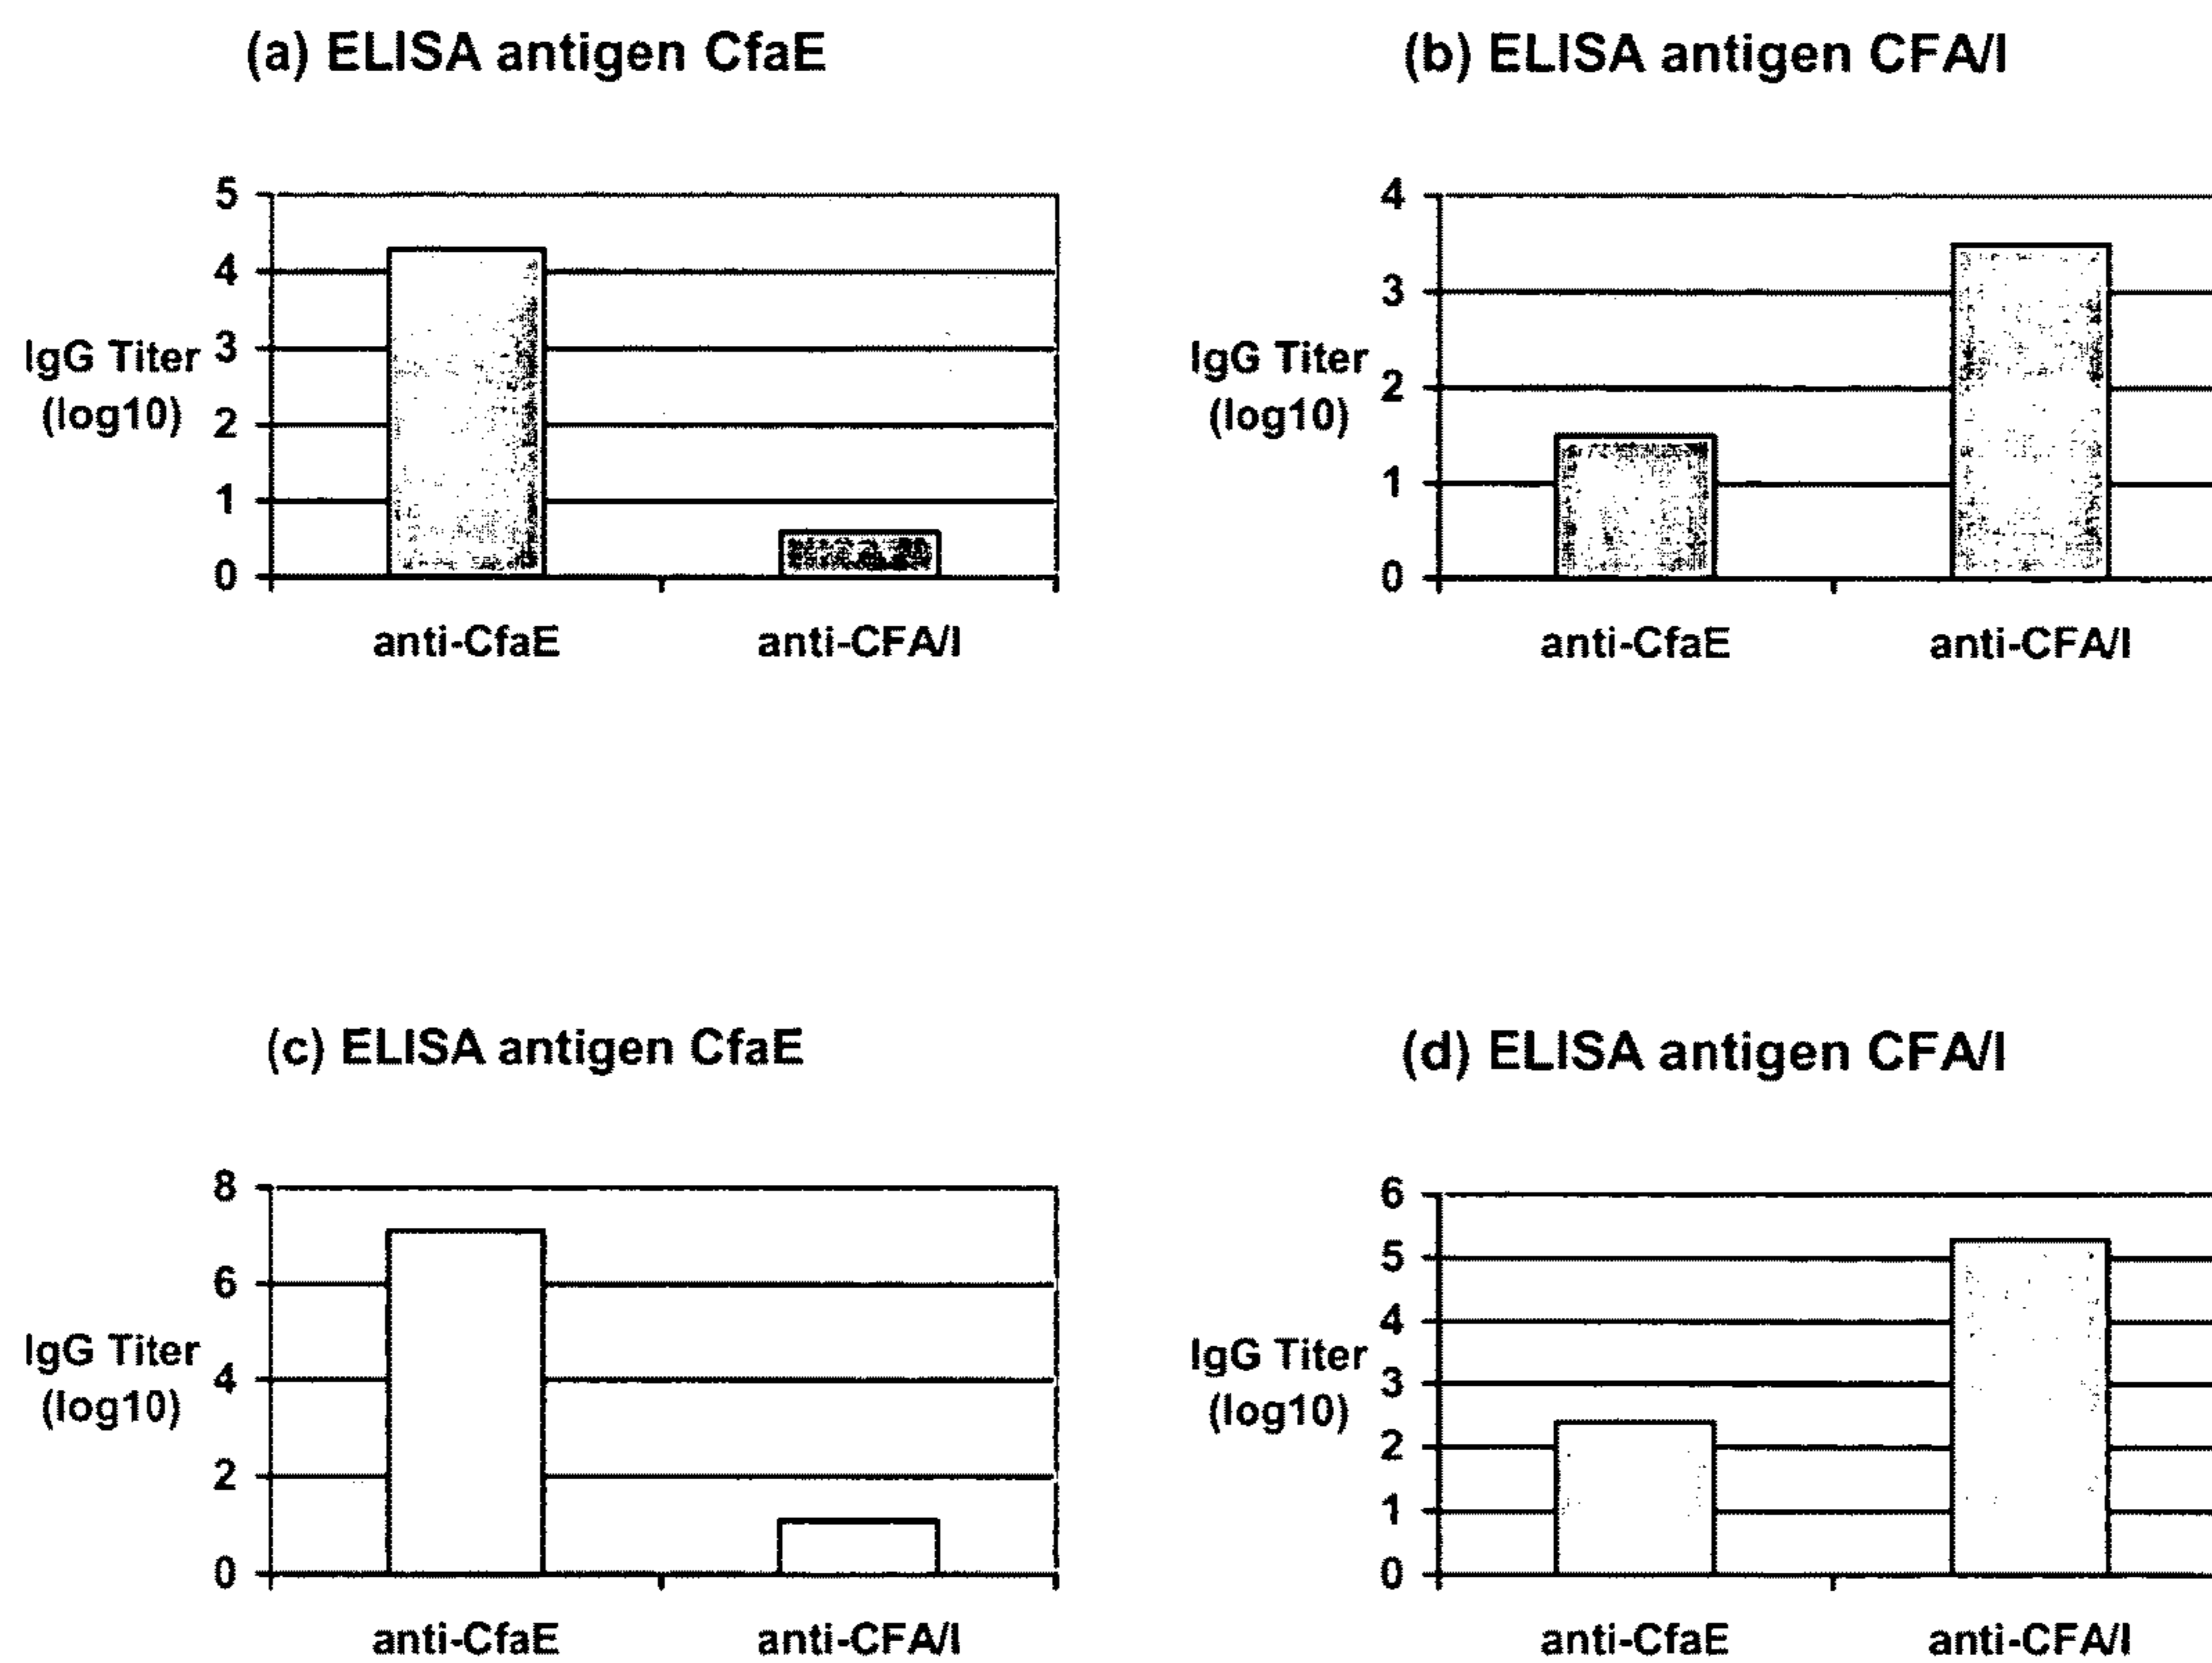 (a) ELISA antigen CfaE
5
4
3
2
1
0
IgG Titer
(log10)
anti-CfaE anti-CFA/I
(b) ELISA antigen CFA/I
4
3
2
1
0
IgG Titer
(log10)
anti-CfaE anti-CFA/I
(c) ELISA antigen CfaE
8
6
4
2
0
IgG Titer
(log10)
anti-CfaE anti-CFA/I
(d) ELISA antigen CFA/I
6
5
4
3
2
1
0
IgG Titer
(log10)
anti-CfaE anti-CFA/I